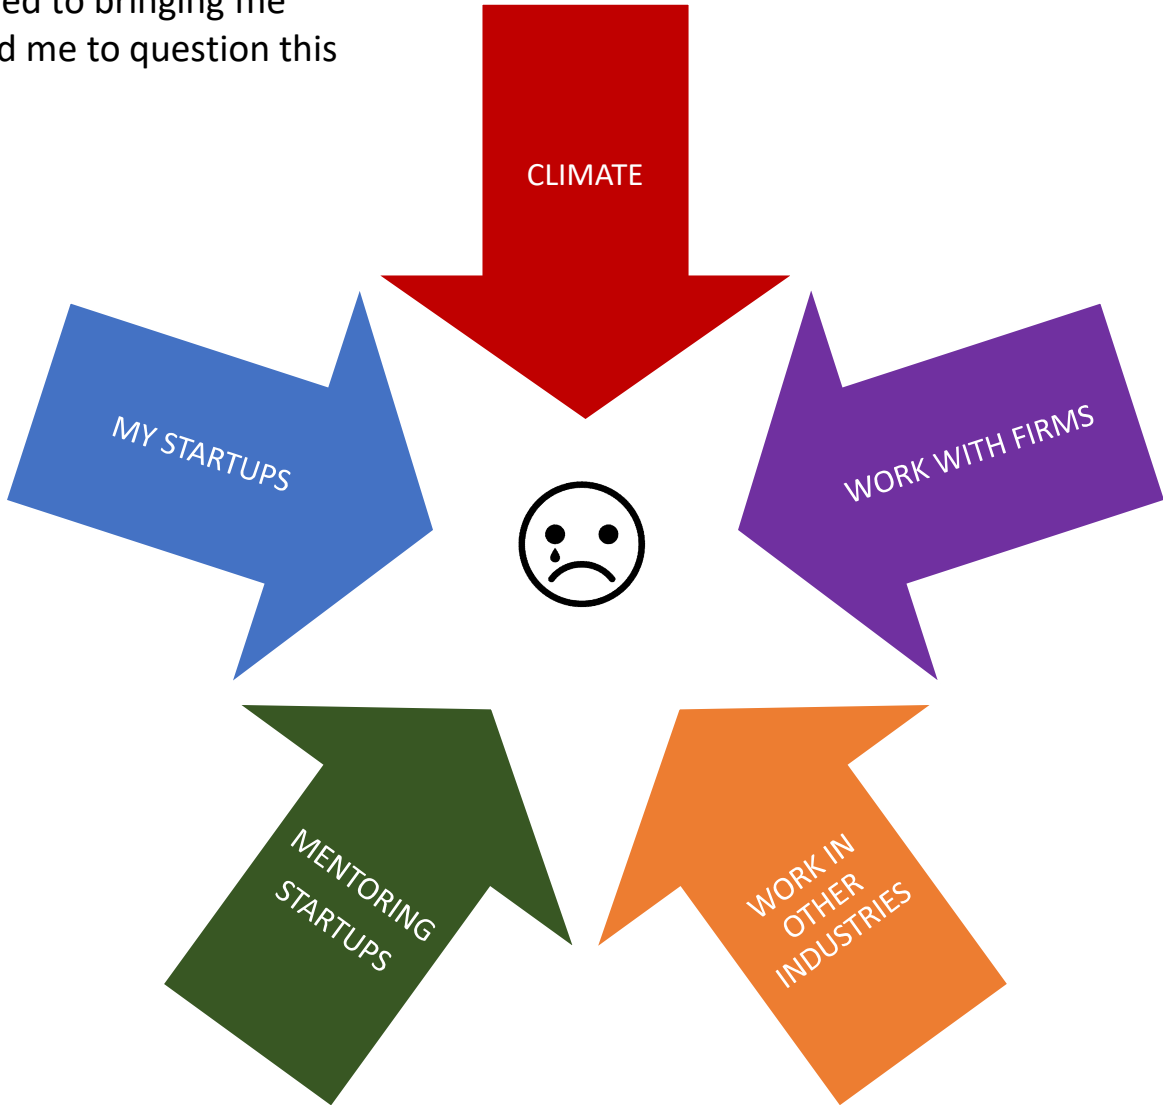 to bringing me
me to question this
CLIMATE
MY STARTUPS
WORK WITH FIRMS
MENTORING
STARTUPS
WORK IN
OTHER
INDUSTRIES